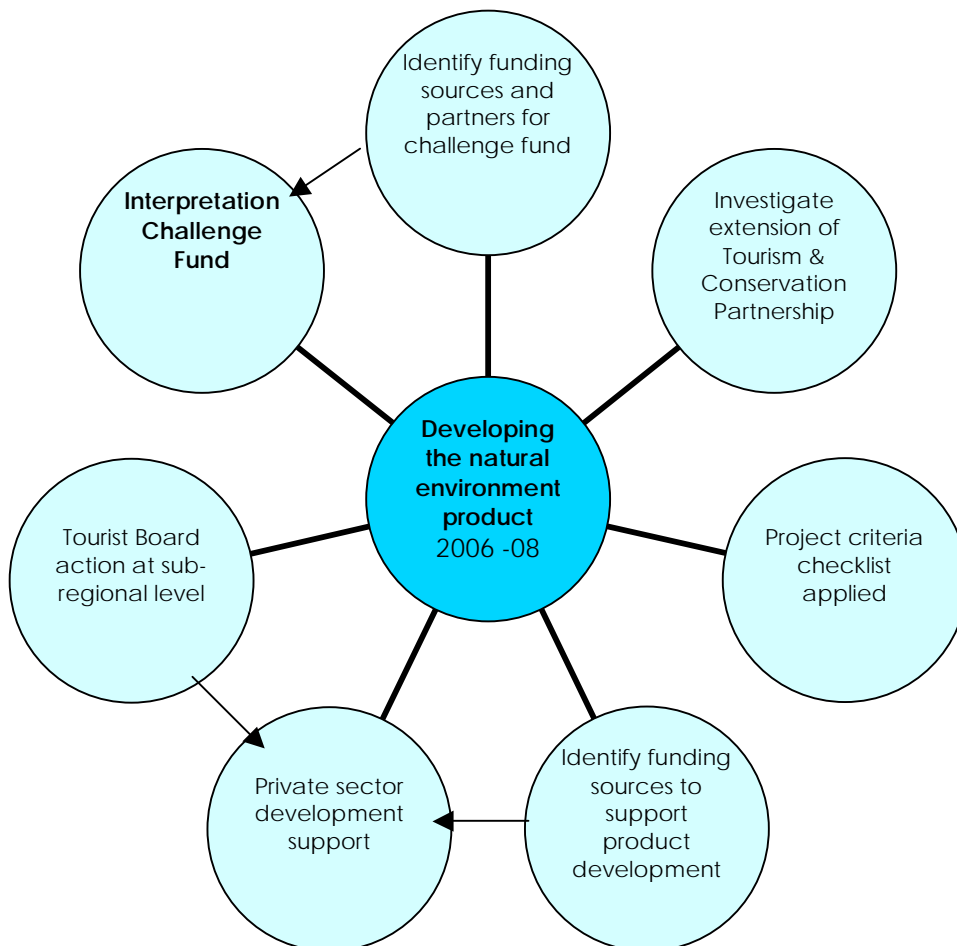 Identify funding
sources and
partners for
challenge fund
Interpretation
Challenge
Fund
Investigate
extension of
Tourism &
Conservation
Partnership
Developing
the natural
environment
product
2006 -08
Tourist Board
action at sub-
regional level
Project criteria
checklist
applied
Private sector
development
support
Identify funding
sources to
support
product
development